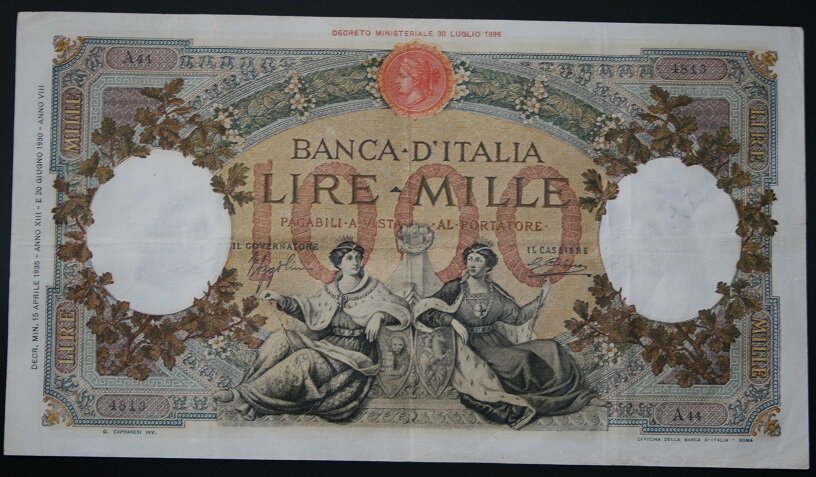 DECRETO MINISTERIALE 30 LUGLIO 1896
A44
4813
MILLE
LIRE
BANCA·D'ITALIA
LIRE-MILLE
1000
PAGABILI·A·VISTA·AL·PORTATORE·
IL GOVERNATORE
IL CASSIERE
DECR. MIN. 15 APRILE 1935 - ANNO XIII - E 20 GIUGNO 1930 - ANNO VIII
LIRE
MILLE
4813
A44
G. CAPRANESI INV.
OFFICINA DELLA BANCA D'ITALIA - ROMA